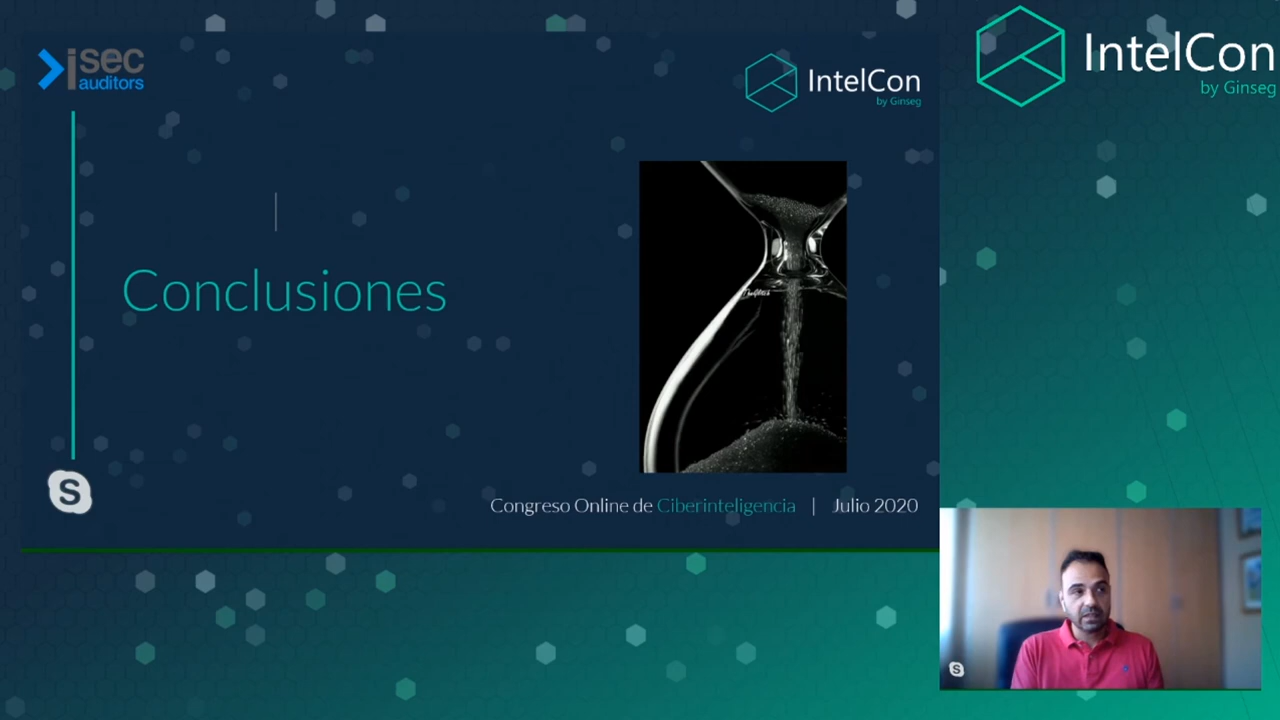 isec
auditors
IntelCon
by Ginseg
IntelCon
by Ginseg
Conclusiones
S
Congreso Online de Ciberinteligencia | Julio 2020
S